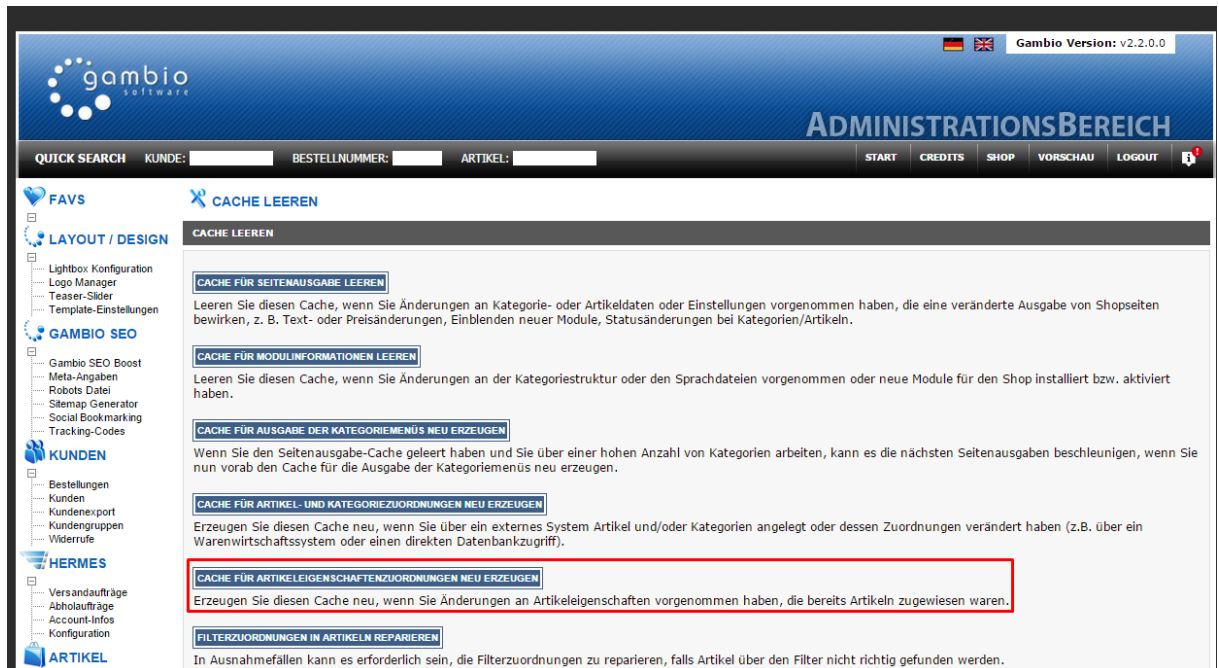 Gambio Version: v2.2.0.0
gambio
software
ADMINISTRATIONSBEREICH
QUICK SEARCH KUNDE: BESTELLNUMMER: ARTIKEL: START CREDITS SHOP VORSCHAU LOGOUT
FAVS
LAYOUT / DESIGN
Lightbox Konfiguration
Logo Manager
Teaser-Slider
Template-Einstellungen
GAMBIO SEO
Gambio SEO Boost
Meta-Angaben
Robots Datei
Sitemap Generator
Social Bookmarking
Tracking-Codes
KUNDEN
Bestellungen
Kunden
Kundenexport
Kundengruppen
Widerrufe
HERMES
Versandaufträge
Abholaufträge
Account-Infos
Konfiguration
ARTIKEL
CACHE LEEREN
CACHE LEEREN
CACHE FÜR SEITENAUSGABE LEEREN
Leeren Sie diesen Cache, wenn Sie Änderungen an Kategorie- oder Artikeldaten oder Einstellungen vorgenommen haben, die eine veränderte Ausgabe von Shopseiten
bewirken, z. B. Text- oder Preisänderungen, Einblenden neuer Module, Statusänderungen bei Kategorien/Artikeln.
CACHE FÜR MODULINFORMATIONEN LEEREN
Leeren Sie diesen Cache, wenn Sie Änderungen an der Kategoriestruktur oder den Sprachdateien vorgenommen oder neue Module für den Shop installiert bzw. aktiviert
haben.
CACHE FÜR AUSGABE DER KATEGORIEMENÜS NEU ERZEUGEN
Wenn Sie den Seitenausgabe-Cache geleert haben und Sie über einer hohen Anzahl von Kategorien arbeiten, kann es die nächsten Seitenausgaben beschleunigen, wenn Sie
nun vorab den Cache für die Ausgabe der Kategoriemenüs neu erzeugen.
CACHE FÜR ARTIKEL- UND KATEGORIEZUORDNUNGEN NEU ERZEUGEN
Erzeugen Sie diesen Cache neu, wenn Sie über ein externes System Artikel und/oder Kategorien angelegt oder dessen Zuordnungen verändert haben (z.B. über ein
Warenwirtschaftssystem oder einen direkten Datenbankzugriff).
CACHE FÜR ARTIKELEIGENSCHAFTENZUORDNUNGEN NEU ERZEUGEN
Erzeugen Sie diesen Cache neu, wenn Sie Änderungen an Artikeleigenschaften vorgenommen haben, die bereits Artikeln zugewiesen waren.
FILTERZUORDNUNGEN IN ARTIKELN REPARIEREN
In Ausnahmefällen kann es erforderlich sein, die Filterzuordnungen zu reparieren, falls Artikel über den Filter nicht richtig gefunden werden.